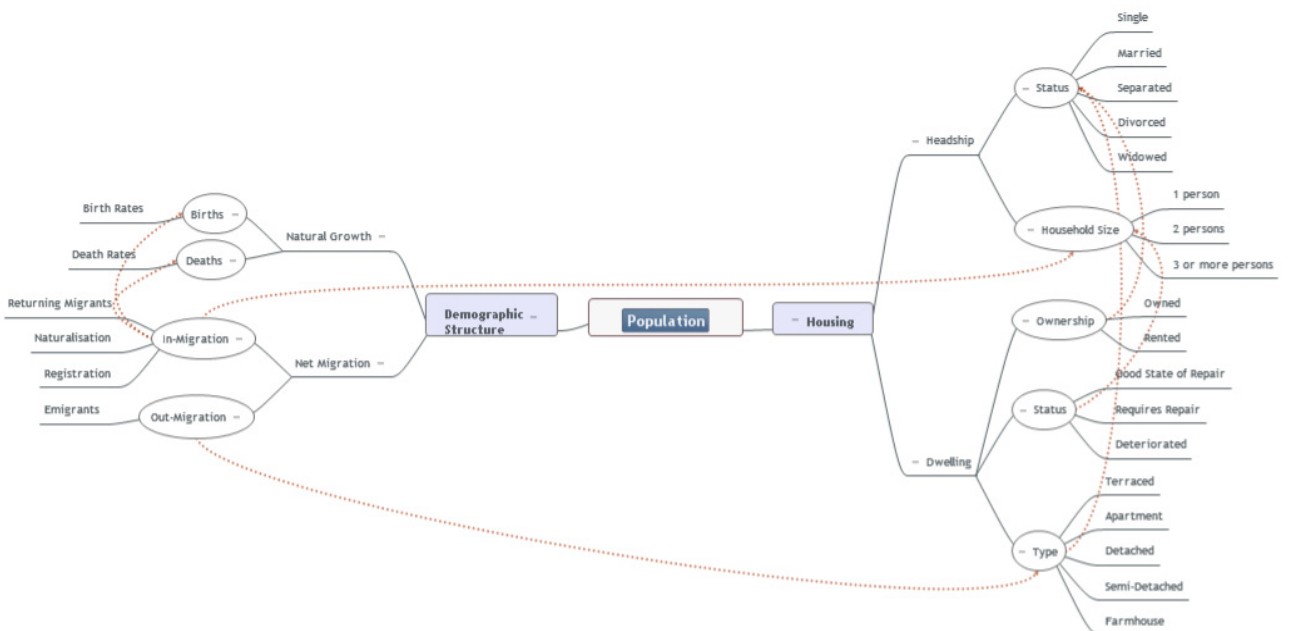 Single
Married
Status
Separated
Divorced
Headship
Widowed
1 person
Household Size
2 persons
3 or more persons
Birth Rates
Births
Natural Growth
Death Rates
Deaths
Returning Migrants
Naturalisation
In-Migration
Registration
Net Migration
Emigrants
Out-Migration
Demographic
Structure
Population
Housing
Owned
Ownership
Rented
Good State of Repair
Status
Requires Repair
Deteriorated
Dwelling
Terraced
Apartment
Type
Detached
Semi-Detached
Farmhouse